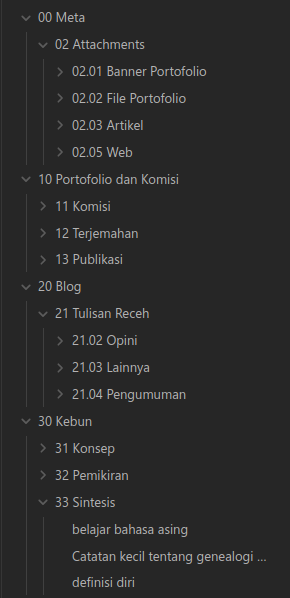 00 Meta
02 Attachments
02.01 Banner Portofolio
02.02 File Portofolio
02.03 Artikel
02.05 Web
10 Portofolio dan Komisi
11 Komisi
12 Terjemahan
13 Publikasi
20 Blog
21 Tulisan Receh
21.02 Opini
21.03 Lainnya
21.04 Pengumuman
30 Kebun
31 Konsep
32 Pemikiran
33 Sintesis
belajar bahasa asing
Catatan kecil tentang genealogi ...
definisi diri